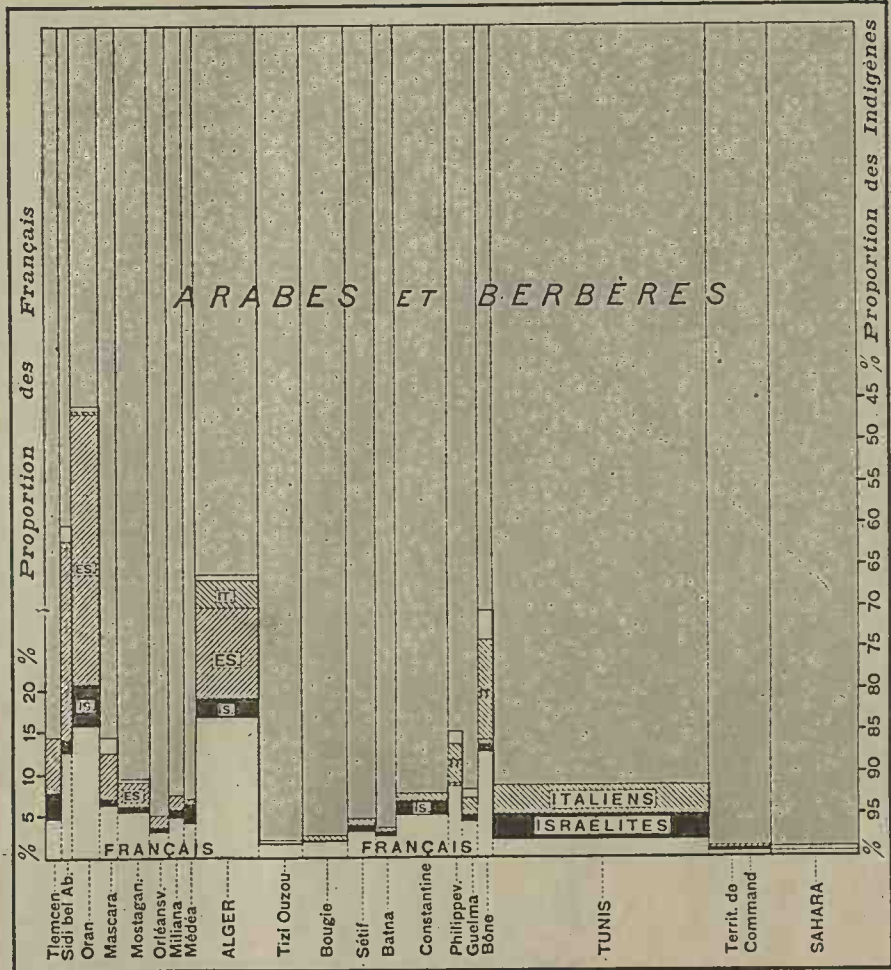 Proportion des Français
%
20
15
10
5
%
Proportion des Indigènes
%
45
50
55
60
65
70
75
80
85
90
95
ARABES ET BERBÈRES
ES.
IS.
ES.
IT.
ES.
IS.
IS.
ITALIENS
ISRAÉLITES
FRANÇAIS
FRANÇAIS
Tlemcen
Sidi bel Ab.
Oran
Mascara
Mostagan.
Orléansv.
Miliana
Médéa
ALGER
Tizi Ouzou
Bougie
Sétif
Batna
Constantine
Philippev.
Guelma
Bône
TUNIS
Territ. de
Command
SAHARA